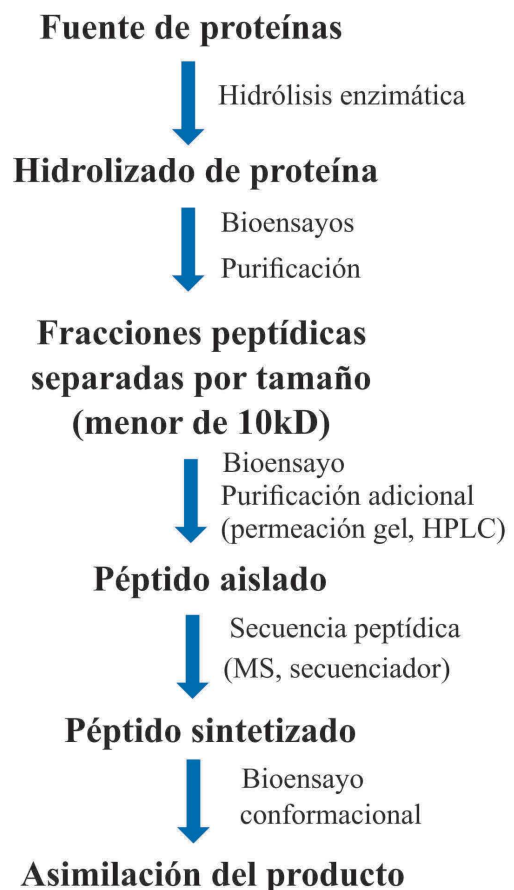 Fuente de proteínas
Hidrólisis enzimática
Hidrolizado de proteína
Bioensayos
Purificación
Fracciones peptídicas
separadas por tamaño
(menor de 10kD)
Bioensayo
Purificación adicional
(permeación gel, HPLC)
Péptido aislado
Secuencia peptídica
(MS, secuenciador)
Péptido sintetizado
Bioensayo
conformacional
Asimilación del producto